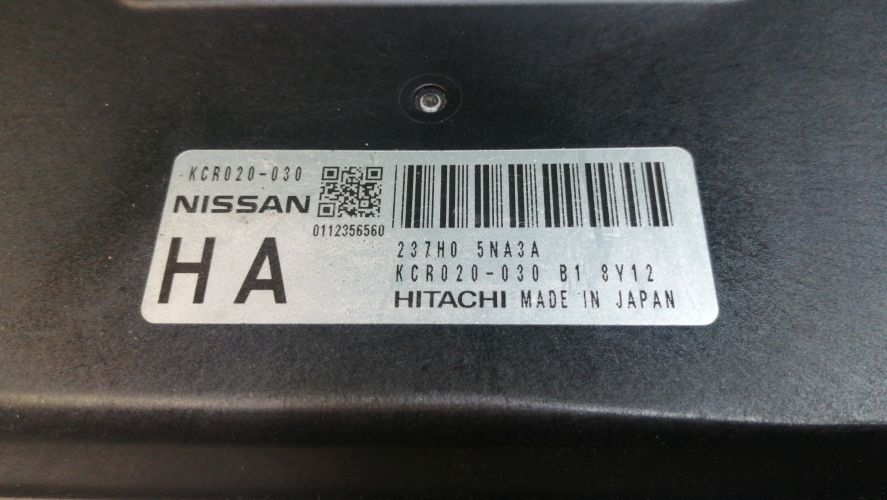 KCR020-030
NISSAN
0112356560
HA
237H0 5NA3A
KCR020-030 B1 8Y12
HITACHI MADE IN JAPAN